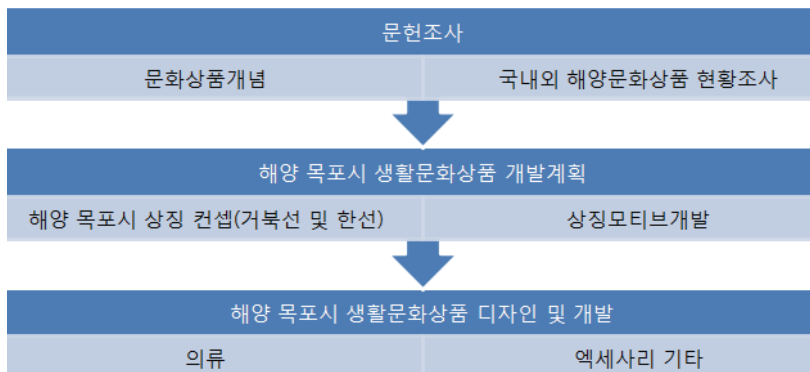 문헌조사
문화상품개념
국내외 해양문화상품 현황조사
해양 목포시 생활문화상품 개발계획
해양 목포시 상징 컨셉(거북선 및 한선)
상징모티브개발
해양 목포시 생활문화상품 디자인 및 개발
의류
엑세사리 기타